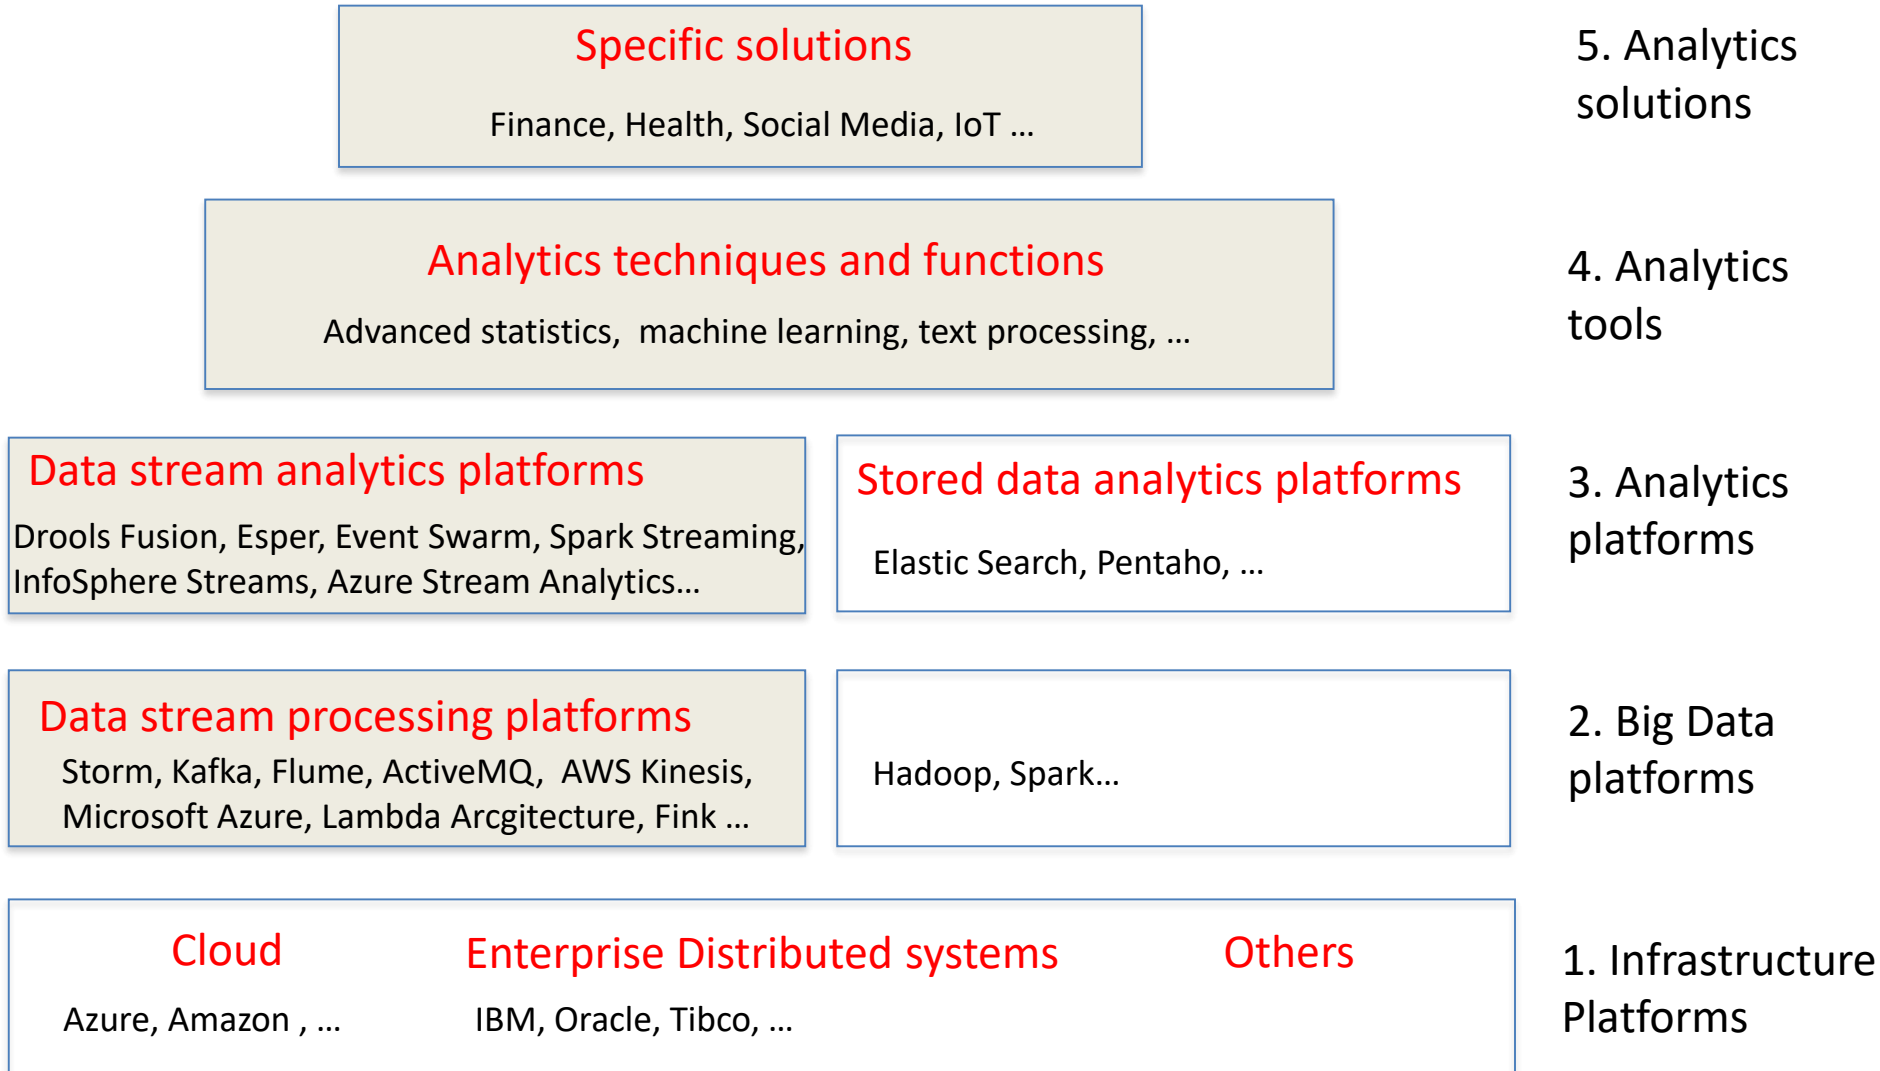 Specific solutions
Finance, Health, Social Media, IoT ...
5. Analytics
solutions
Analytics techniques and functions
Advanced statistics,  machine learning, text processing, ...
4. Analytics
tools
Data stream analytics platforms
Drools Fusion, Esper, Event Swarm, Spark Streaming,
InfoSphere Streams, Azure Stream Analytics...
Stored data analytics platforms
Elastic Search, Pentaho, ...
3. Analytics
platforms
Data stream processing platforms
Storm, Kafka, Flume, ActiveMQ,  AWS Kinesis,
Microsoft Azure, Lambda Arcgitecture, Fink ...
Hadoop, Spark...
2. Big Data
platforms
Cloud
Azure, Amazon , ...
Enterprise Distributed systems
IBM, Oracle, Tibco, ...
Others
1. Infrastructure
Platforms